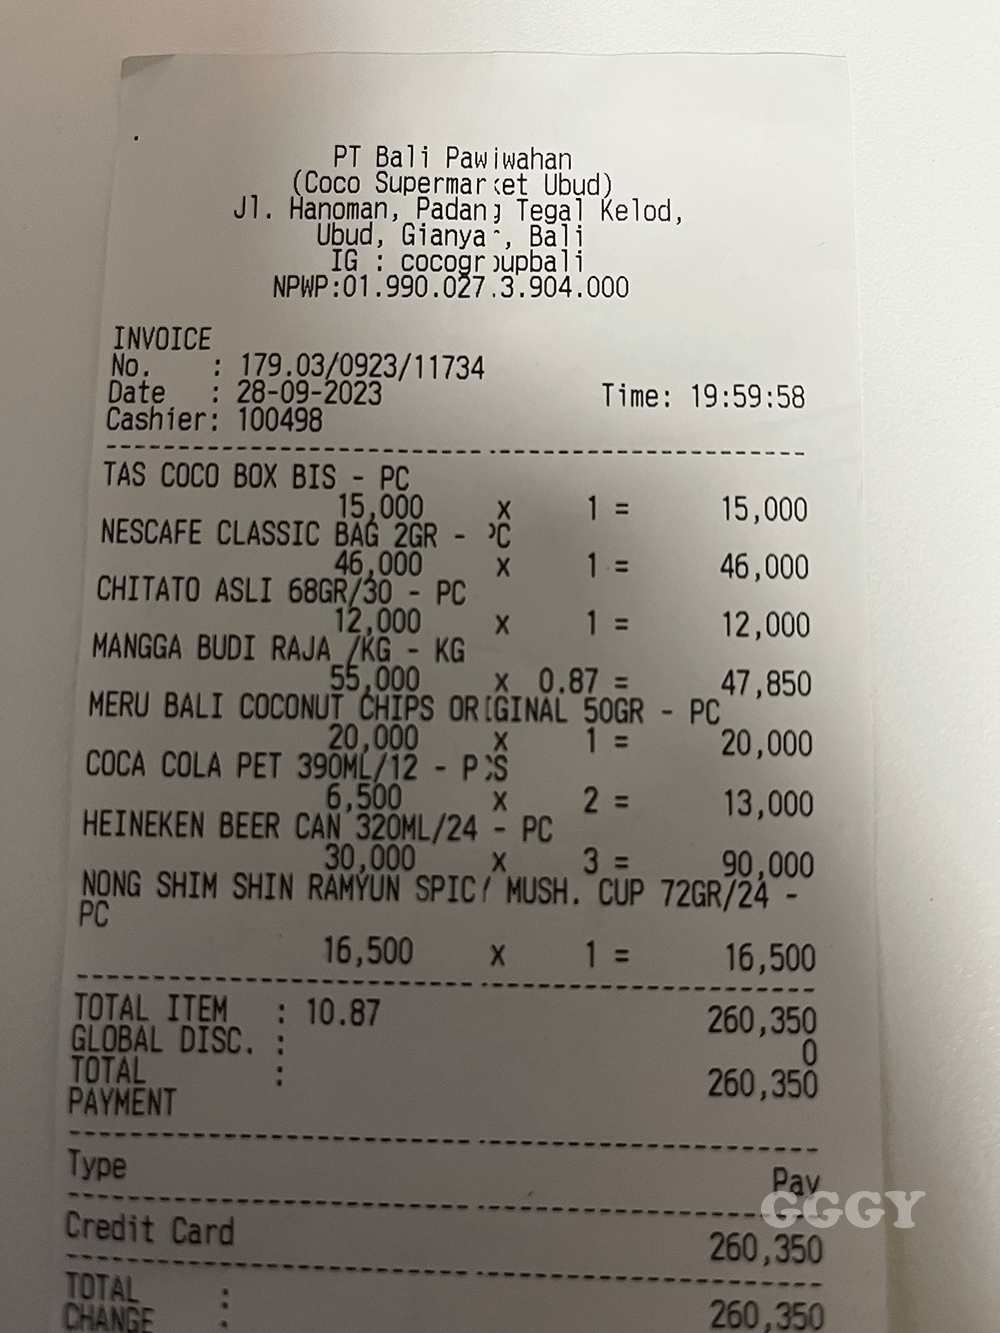 PT Bali Pawiwahan
(Coco Supermarket Ubud)
Jl. Hanoman, Padang Tegal Kelod,
Ubud, Gianyar, Bali
IG : cocogroupbali
NPWP:01.990.027.3.904.000
INVOICE
No. : 179.03/0923/11734
Date : 28-09-2023 Time: 19:59:58
Cashier: 100498
TAS COCO BOX BIS - PC
15,000 x 1 = 15,000
NESCAFE CLASSIC BAG 2GR - PC
46,000 x 1 = 46,000
CHITATO ASLI 68GR/30 - PC
12,000 x 1 = 12,000
MANGGA BUDI RAJA /KG - KG
55,000 x 0.87 = 47,850
MERU BALI COCONUT CHIPS ORIGINAL 50GR - PC
20,000 x 1 = 20,000
COCA COLA PET 390ML/12 - PCS
6,500 x 2 = 13,000
HEINEKEN BEER CAN 320ML/24 - PC
30,000 x 3 = 90,000
NONG SHIM SHIN RAMYUN SPICY MUSH. CUP 72GR/24 -
PC
16,500 x 1 = 16,500
TOTAL ITEM : 10.87 260,350
GLOBAL DISC. : 0
TOTAL : 260,350
PAYMENT
Type Pay
GGGY
Credit Card 260,350
TOTAL : 260,350
CHANGE :